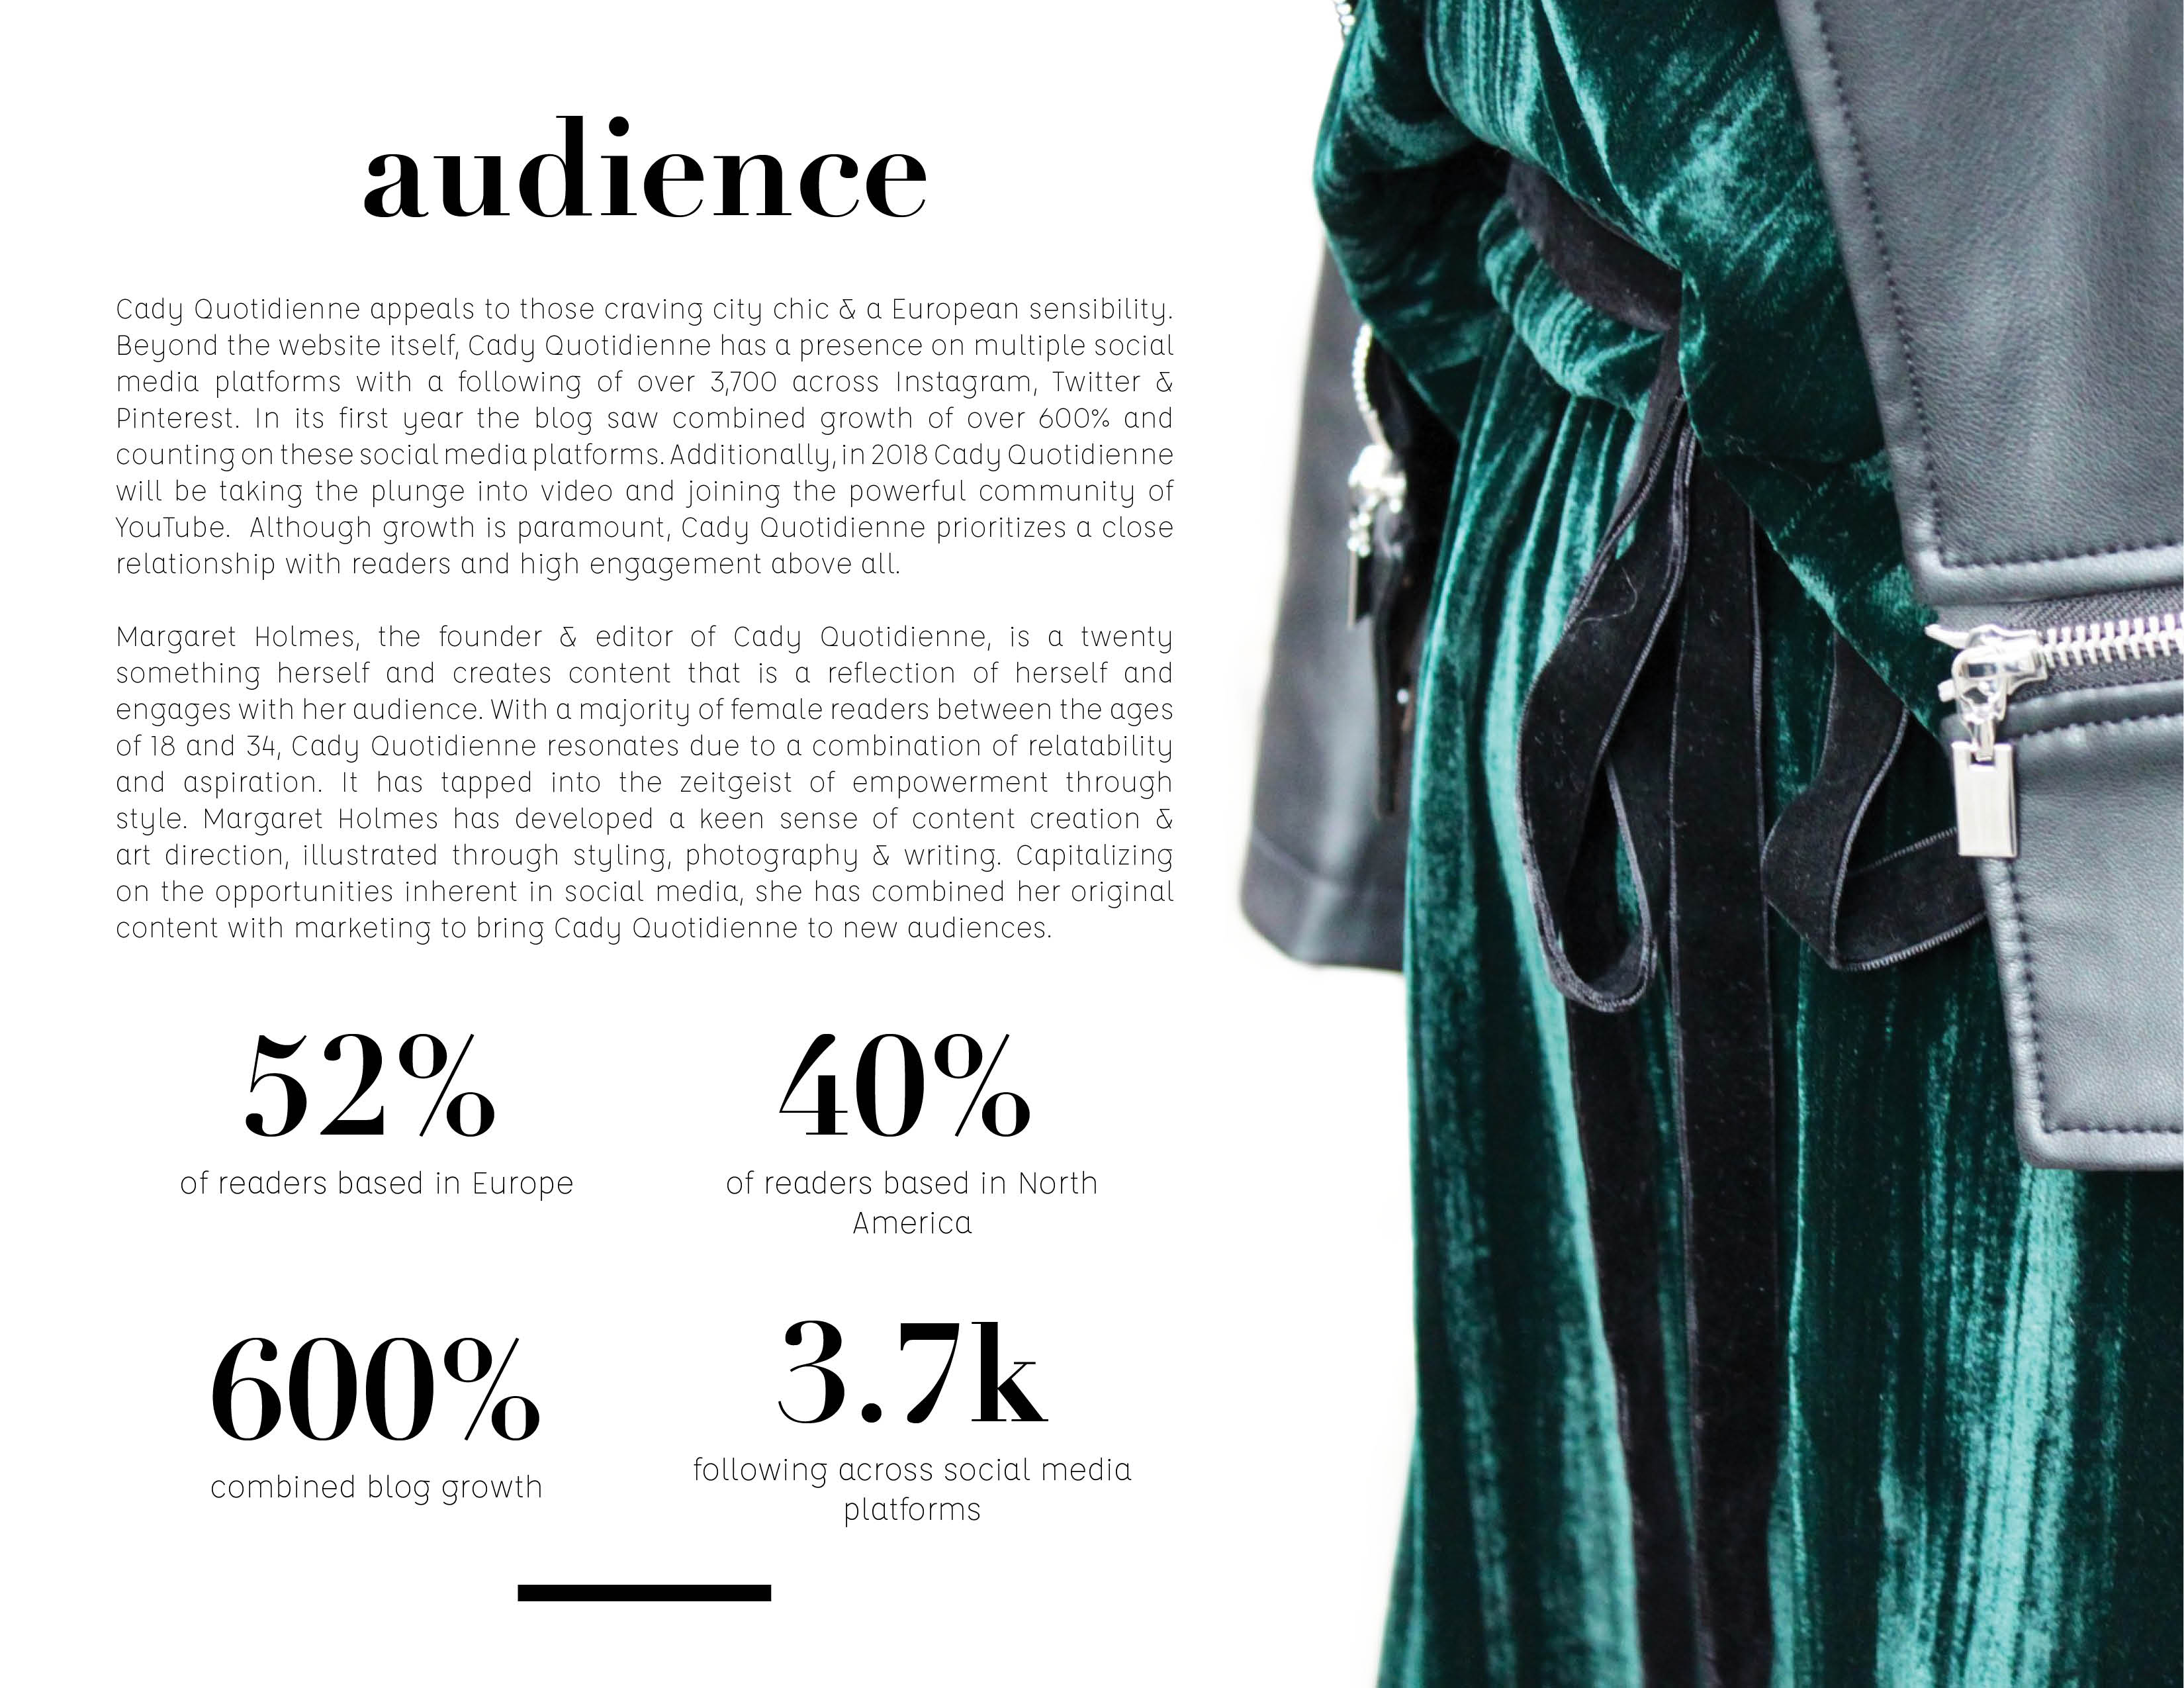 audience
Cady Quotidienne appeals to those craving city chic & a European sensibility.
Beyond the website itself, Cady Quotidienne has a presence on multiple social
media platforms with a following of over 3,700 across Instagram, Twitter &
Pinterest. In its first year the blog saw combined growth of over 600% and
counting on these social media platforms. Additionally, in 2018 Cady Quotidienne
will be taking the plunge into video and joining the powerful community of
YouTube.  Although growth is paramount, Cady Quotidienne prioritizes a close
relationship with readers and high engagement above all.
Margaret Holmes, the founder & editor of Cady Quotidienne, is a twenty
something herself and creates content that is a reflection of herself and
engages with her audience. With a majority of female readers between the ages
of 18 and 34, Cady Quotidienne resonates due to a combination of relatability
and aspiration. It has tapped into the zeitgeist of empowerment through
style. Margaret Holmes has developed a keen sense of content creation &
art direction, illustrated through styling, photography & writing. Capitalizing
on the opportunities inherent in social media, she has combined her original
content with marketing to bring Cady Quotidienne to new audiences.
52%
of readers based in Europe
40%
of readers based in North
America
600%
combined blog growth
3.7k
following across social media
platforms